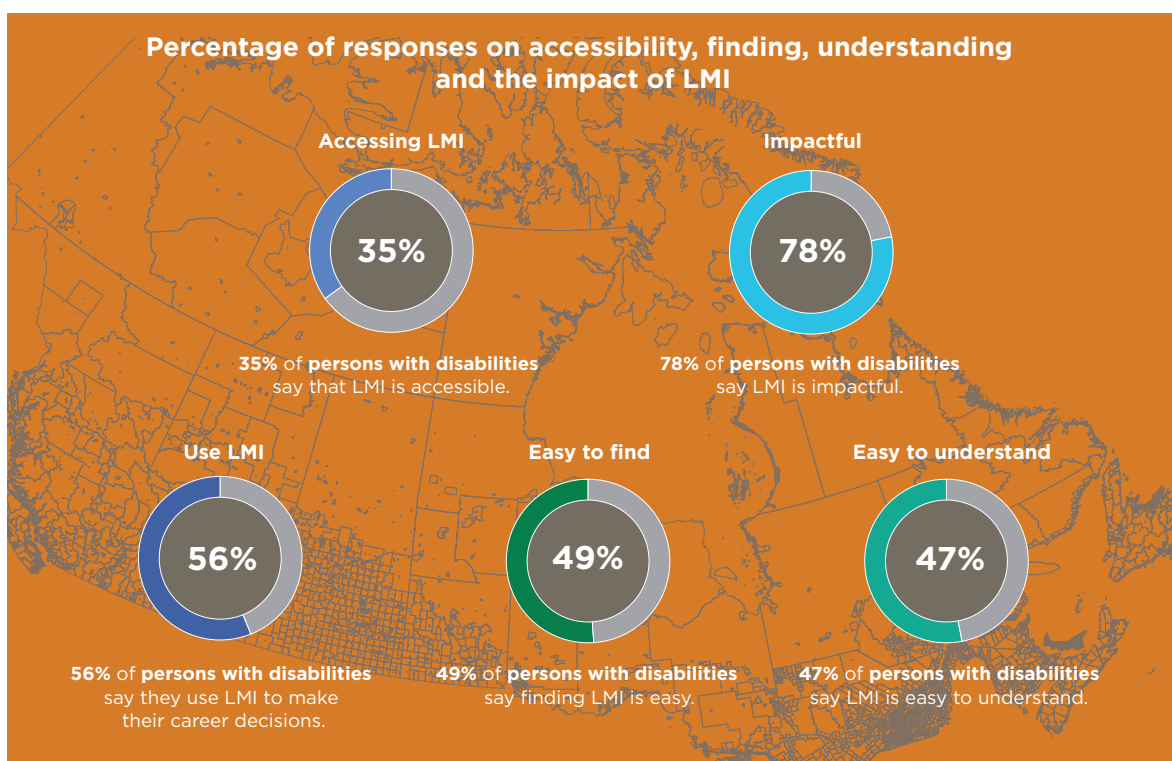 Percentage of responses on accessibility, finding, understanding
and the impact of LMI
Accessing LMI
35%
35% of persons with disabilities
say that LMI is accessible.
Impactful
78%
78% of persons with disabilities
say LMI is impactful.
Use LMI
56%
56% of persons with disabilities
say they use LMI to make
their career decisions.
Easy to find
49%
49% of persons with disabilities
say finding LMI is easy.
Easy to understand
47%
47% of persons with disabilities
say LMI is easy to understand.